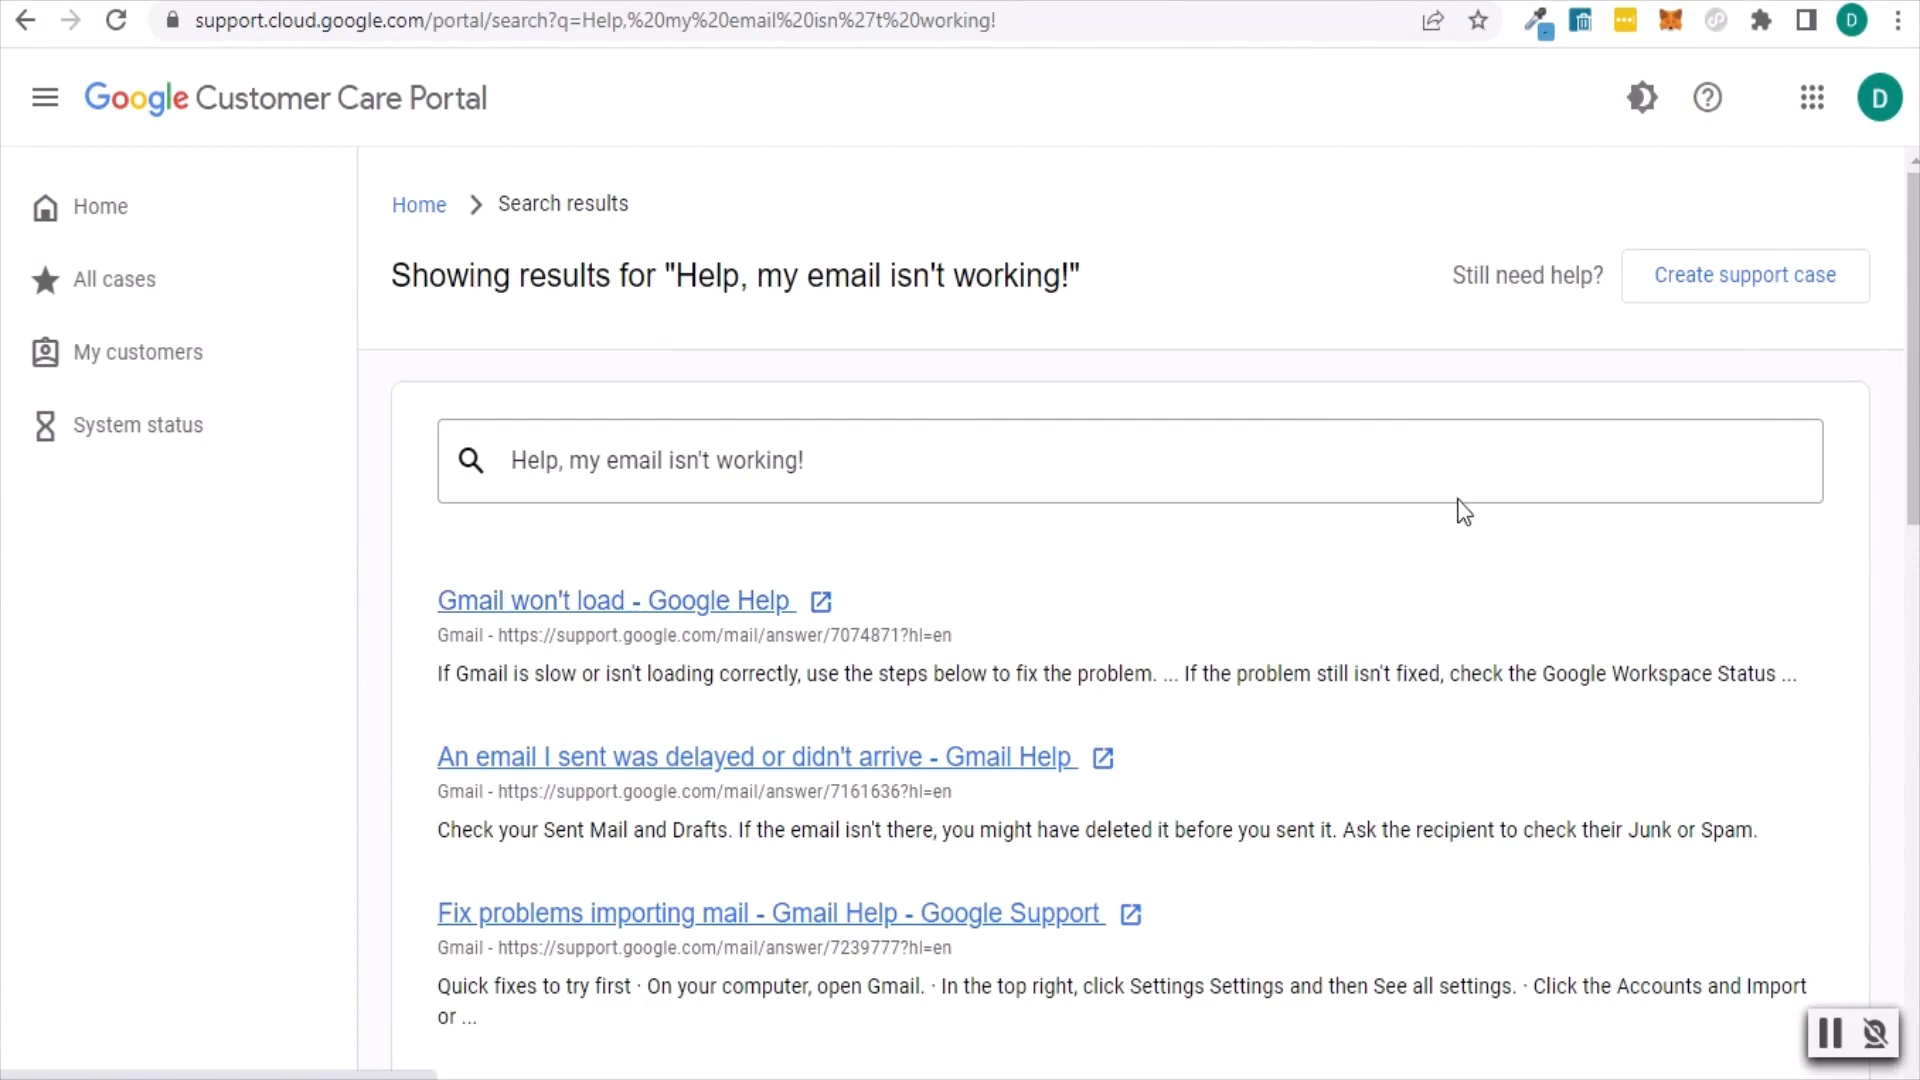 support.cloud.google.com/portal/search?q=Help,%20my%20email%20isn%27t%20working!
D
Google Customer Care Portal
D
Home
All cases
My customers
System status
Home > Search results
Showing results for "Help, my email isn't working!"
Still need help?
Create support case
Help, my email isn't working!
Gmail won't load - Google Help
Gmail - https://support.google.com/mail/answer/7074871?hl=en
If Gmail is slow or isn't loading correctly, use the steps below to fix the problem. ... If the problem still isn't fixed, check the Google Workspace Status ...
An email I sent was delayed or didn't arrive - Gmail Help
Gmail - https://support.google.com/mail/answer/7161636?hl=en
Check your Sent Mail and Drafts. If the email isn't there, you might have deleted it before you sent it. Ask the recipient to check their Junk or Spam.
Fix problems importing mail - Gmail Help - Google Support
Gmail - https://support.google.com/mail/answer/7239777?hl=en
Quick fixes to try first · On your computer, open Gmail. · In the top right, click Settings Settings and then See all settings. · Click the Accounts and Import
or ...